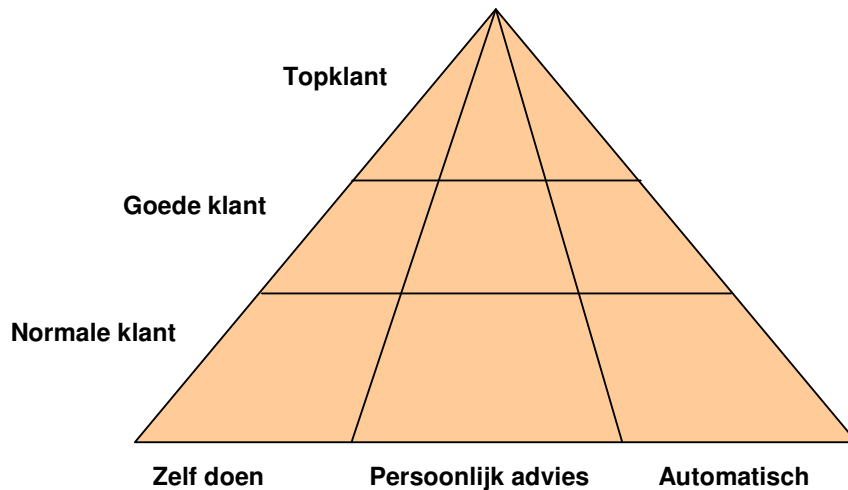 Topklant
Goede klant
Normale klant
Zelf doen
Persoonlijk advies
Automatisch